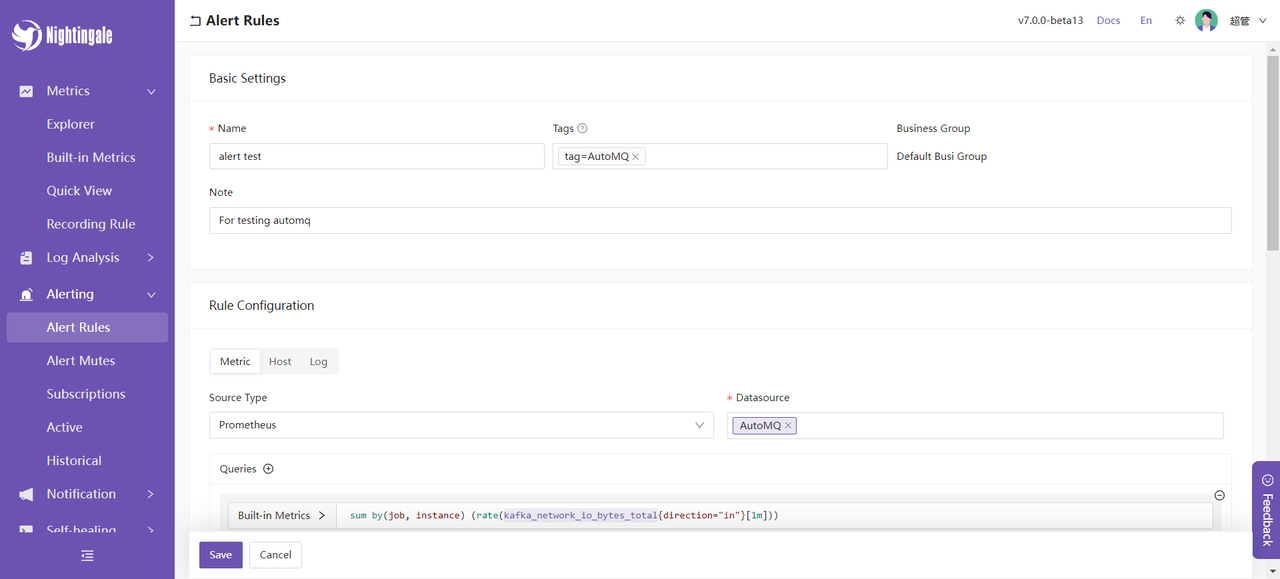 Nightingale
Metrics
Explorer
Built-in Metrics
Quick View
Recording Rule
Log Analysis
Alerting
Alert Rules
Alert Mutes
Subscriptions
Active
Historical
Notification
Self-healing
Alert Rules
v7.0.0-beta13 Docs En 超管
Basic Settings
* Name Tags Business Group
alert test tag=AutoMQ Default Busi Group
Note
For testing automq
Rule Configuration
Metric Host Log
Source Type * Datasource
Prometheus AutoMQ
Queries
Built-in Metrics sum by(job, instance) (rate(kafka_network_io_bytes_total{direction="in"}[1m]))
Save Cancel
Feedback